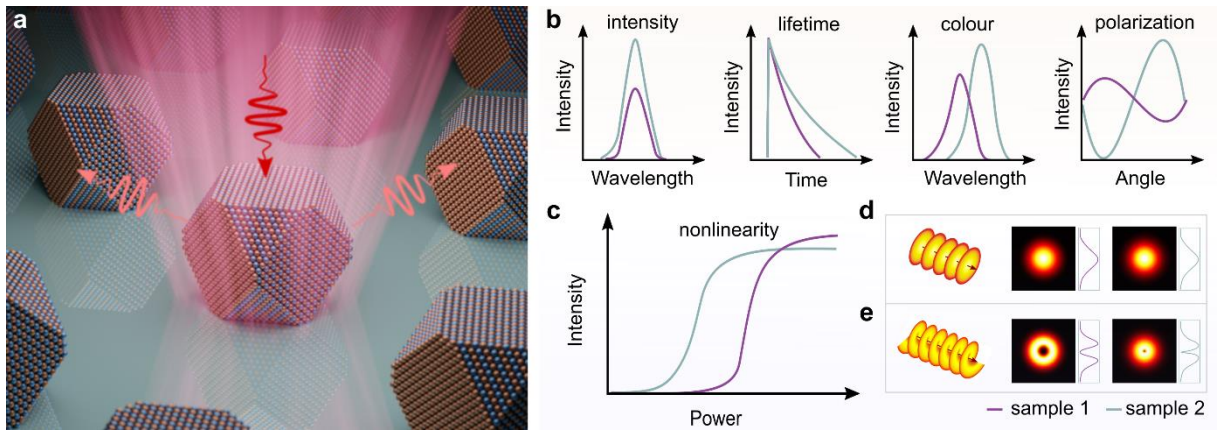 a
b
intensity
Intensity
Wavelength
lifetime
Intensity
Time
colour
Intensity
Wavelength
polarization
Intensity
Angle
c
nonlinearity
Intensity
Power
d
e
sample 1
sample 2